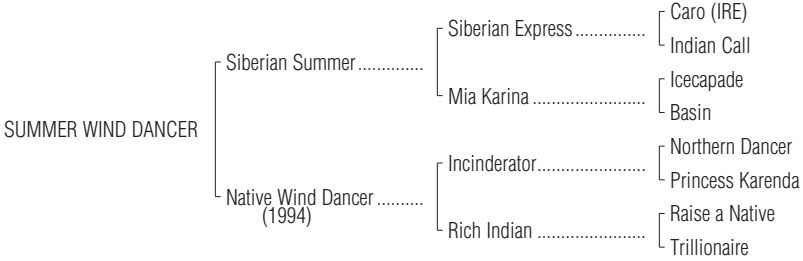 Caro (IRE)
Siberian Express ...............
Indian Call
Siberian Summer ..............
Icecapade
Mia Karina ........................
Basin
SUMMER WIND DANCER
Northern Dancer
Incinderator.......................
Princess Karenda
Native Wind Dancer ..........
(1994)
Raise a Native
Rich Indian .......................
Trillionaire